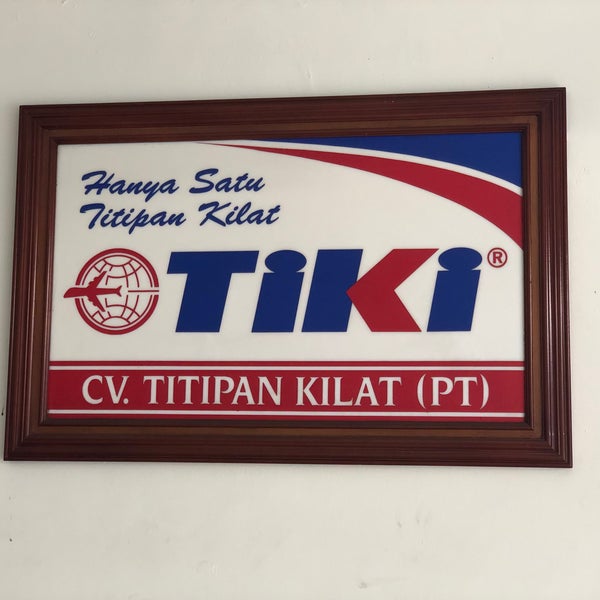 Hanya Satu
Titipan Kilat
TiKi®
CV. TITIPAN KILAT (PT)